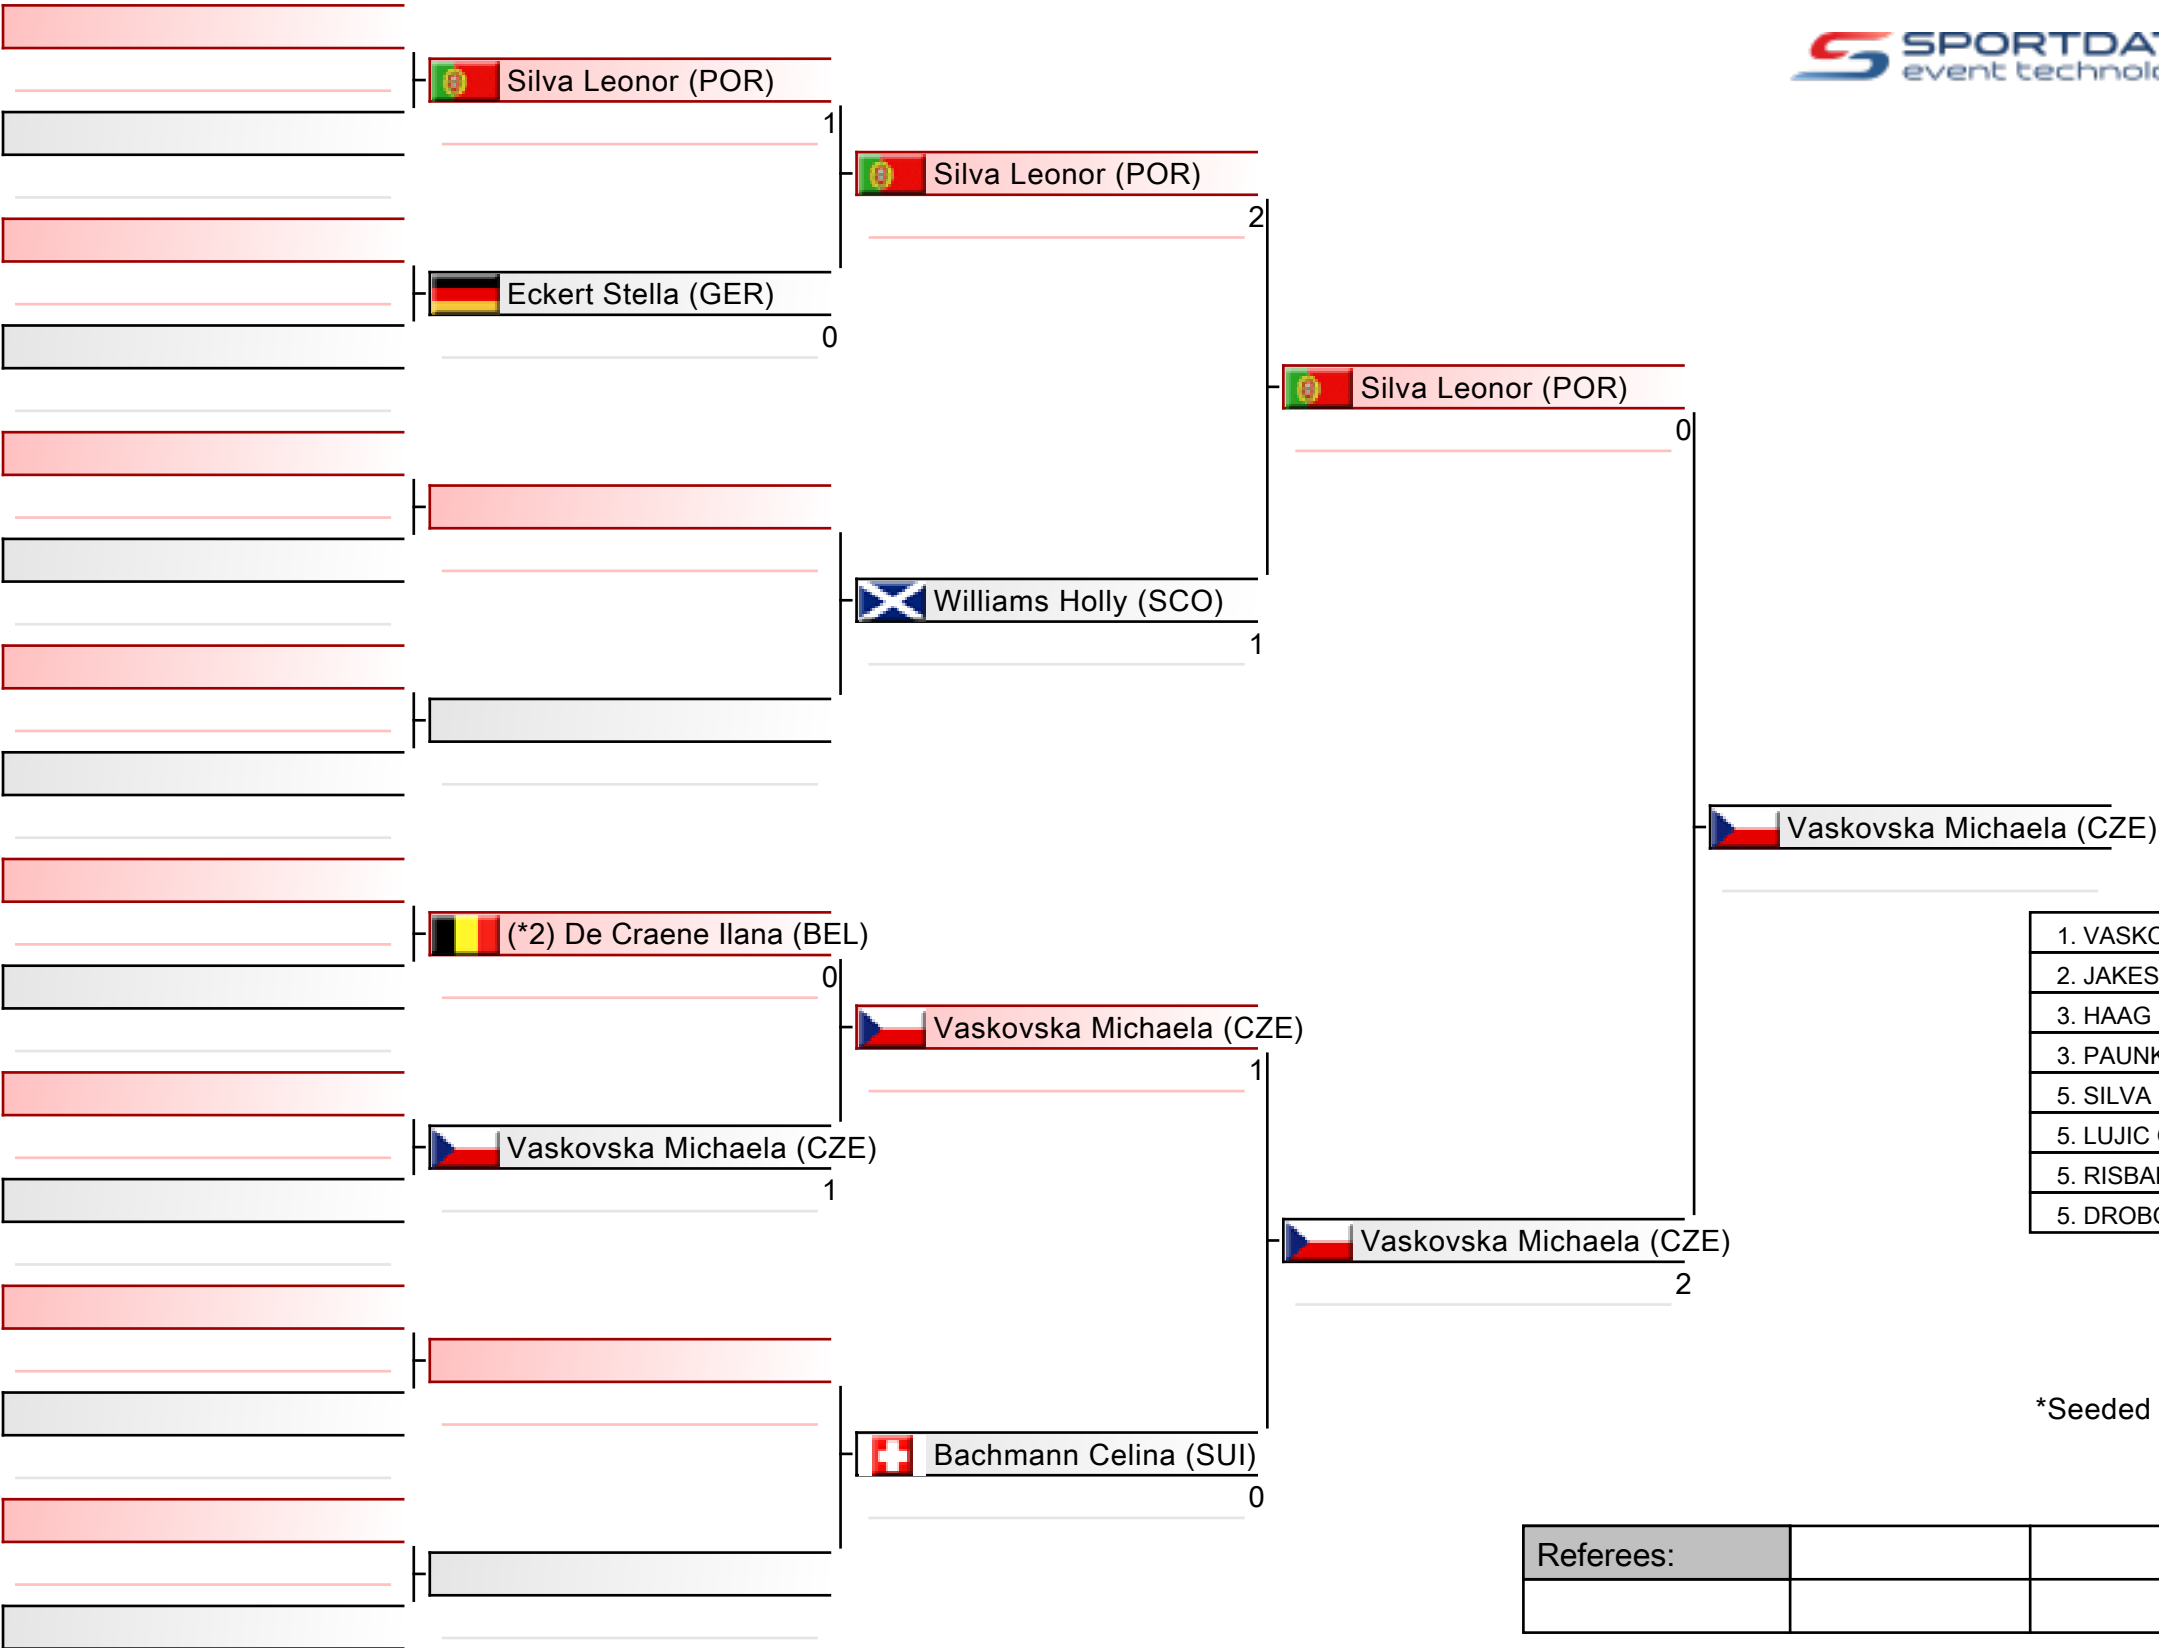 SPORTDAT
event technolo
Silva Leonor (POR)
1
Silva Leonor (POR)
2
Eckert Stella (GER)
0
Silva Leonor (POR)
0
Williams Holly (SCO)
1
Vaskovska Michaela (CZE)
(*2) De Craene Ilana (BEL)
0
Vaskovska Michaela (CZE)
1
Vaskovska Michaela (CZE)
1
Vaskovska Michaela (CZE)
2
Bachmann Celina (SUI)
0
1. VASKO
2. JAKES
3. HAAG
3. PAUNK
5. SILVA
5. LUJIC
5. RISBA
5. DROBO
*Seeded
Referees: